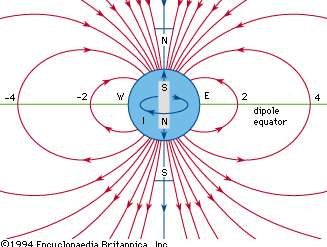 N
S
-4 -2 W E 2 4
I N
dipole
equator
S
©1994 Encyclopaedia Britannica, Inc.